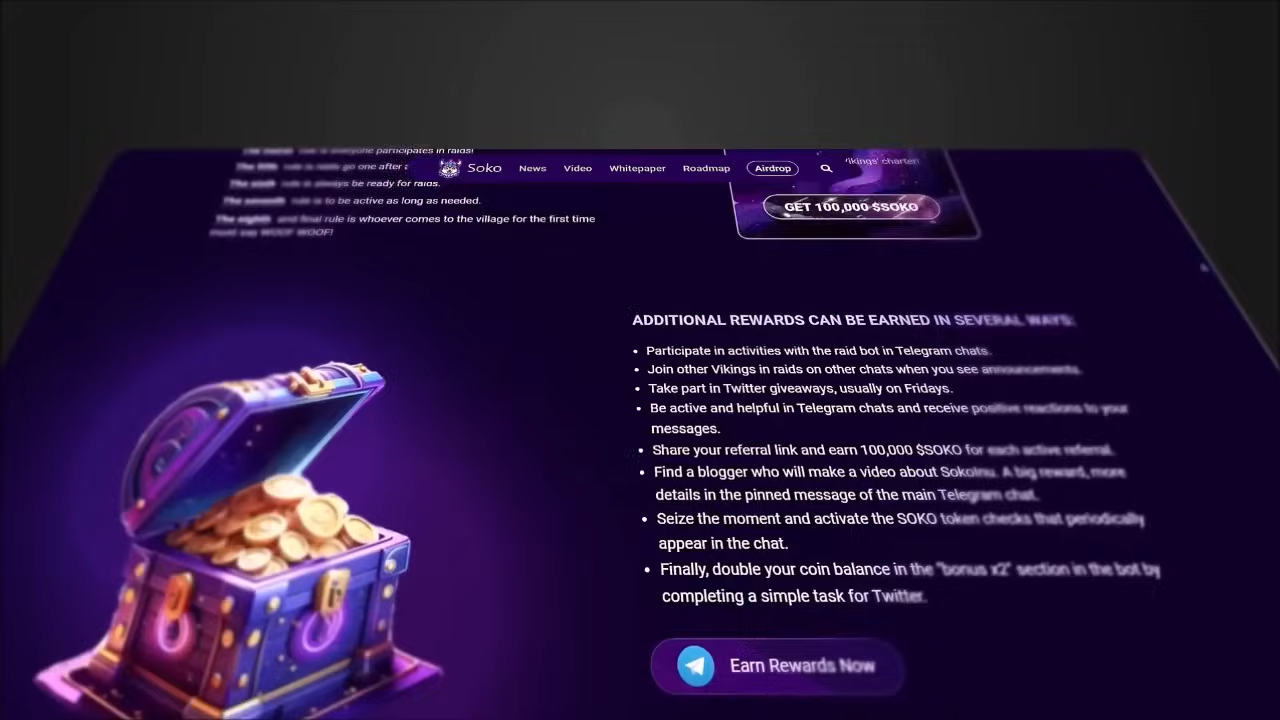 rule is everyone participates in raids!
The fifth rule is raids go one after a
Soko News Video Whitepaper Roadmap Airdrop
Vikings' charter
The sixth rule is always be ready for raids.
The seventh rule is to be active as long as needed.
GET 100,000 $SOKO
The eighth and final rule is whoever comes to the village for the first time
must say WOOF WOOF!
ADDITIONAL REWARDS CAN BE EARNED IN SEVERAL WAYS:
• Participate in activities with the raid bot in Telegram chats.
• Join other Vikings in raids on other chats when you see announcements.
• Take part in Twitter giveaways, usually on Fridays.
• Be active and helpful in Telegram chats and receive positive reactions to your
messages.
• Share your referral link and earn 100,000 $SOKO for each active referral.
• Find a blogger who will make a video about SokoInu. A big reward, more
details in the pinned message of the main Telegram chat.
• Seize the moment and activate the SOKO token checks that periodically
appear in the chat.
• Finally, double your coin balance in the "bonus x2" section in the bot by
completing a simple task for Twitter.
Earn Rewards Now